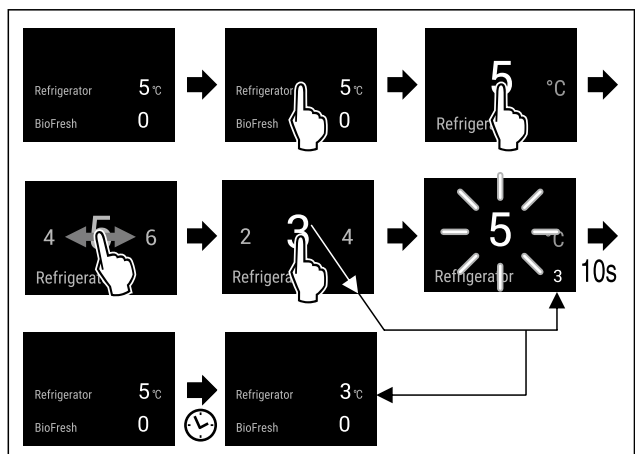 Refrigerator 5 °C
BioFresh 0
Refrigerator 5 °C
BioFresh 0
5 °C
Refriger
4 5 6
Refrigerat
2 3 4
Refrigera
5 °C
Refrigerator 3
10s
Refrigerator 5 °C
BioFresh 0
Refrigerator 3 °C
BioFresh 0